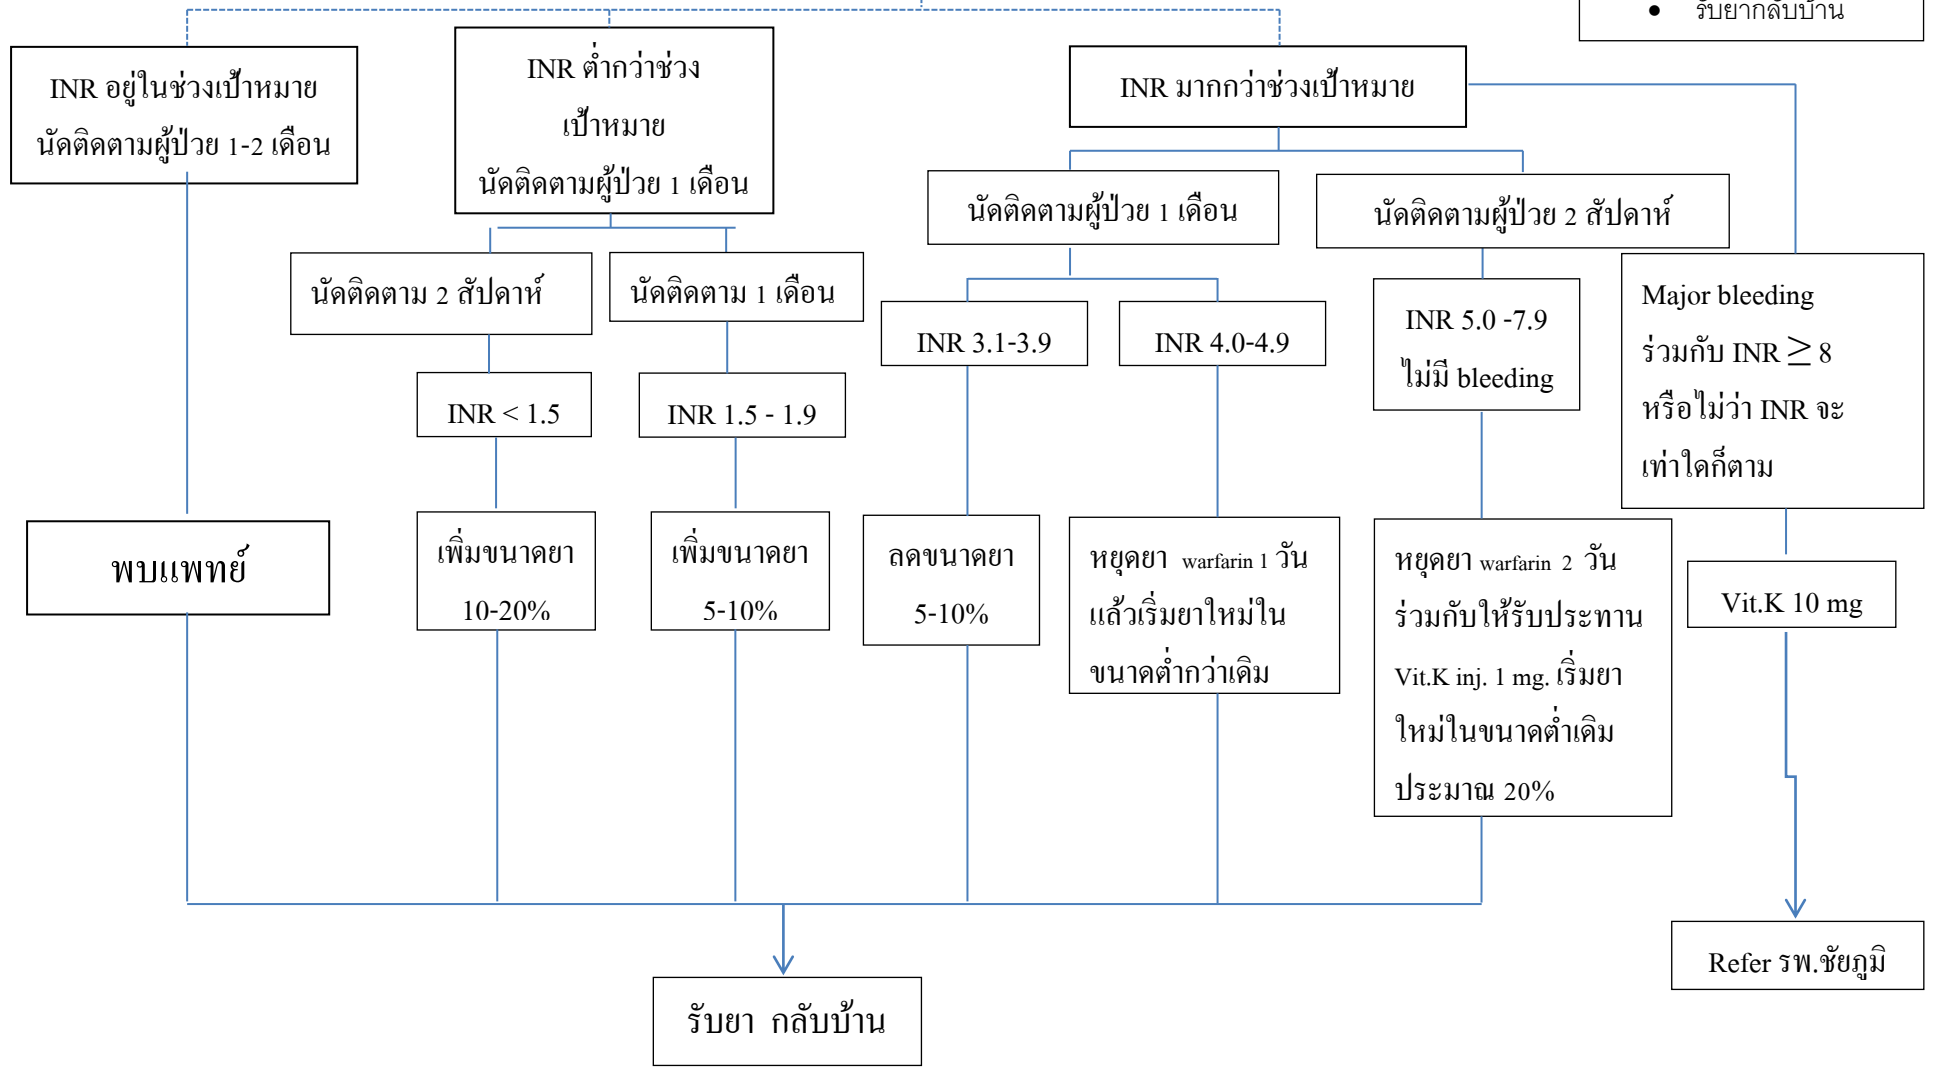 • รับยากลับบ้าน
INR อยู่ในช่วงเป้าหมาย
นัดติดตามผู้ป่วย 1-2 เดือน
INR ต่ำกว่าช่วง
เป้าหมาย
นัดติดตามผู้ป่วย 1 เดือน
INR มากกว่าช่วงเป้าหมาย
นัดติดตามผู้ป่วย 1 เดือน
นัดติดตามผู้ป่วย 2 สัปดาห์
นัดติดตาม 2 สัปดาห์
นัดติดตาม 1 เดือน
INR 3.1-3.9
INR 4.0-4.9
INR 5.0 -7.9
ไม่มี bleeding
Major bleeding
ร่วมกับ INR ≥ 8
หรือไม่ว่า INR จะ
เท่าใดก็ตาม
INR < 1.5
INR 1.5 - 1.9
พบแพทย์
เพิ่มขนาดยา
10-20%
เพิ่มขนาดยา
5-10%
ลดขนาดยา
5-10%
หยุดยา warfarin 1 วัน
แล้วเริ่มยาใหม่ใน
ขนาดต่ำกว่าเดิม
หยุดยา warfarin 2 วัน
ร่วมกับให้รับประทาน
Vit.K inj. 1 mg. เริ่มยา
ใหม่ในขนาดต่ำเดิม
ประมาณ 20%
Vit.K 10 mg
Refer รพ.ชัยภูมิ
รับยา กลับบ้าน